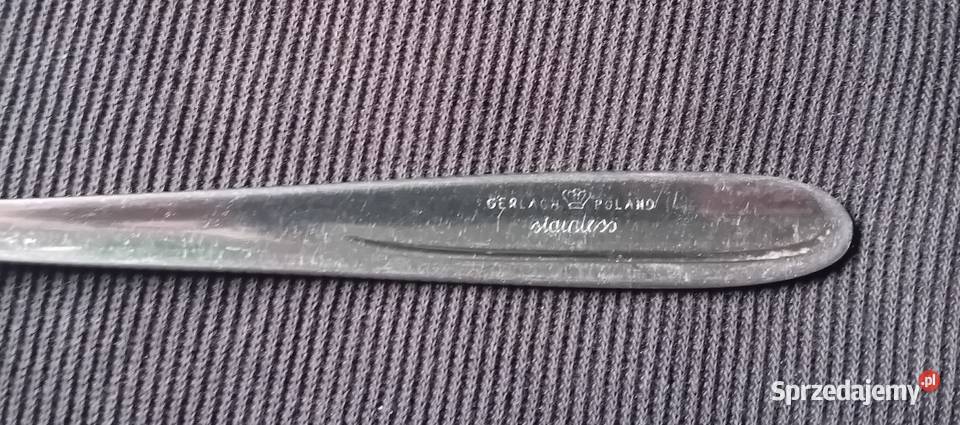 GERLACH POLAND
stainless
Sprzedajemy.pl